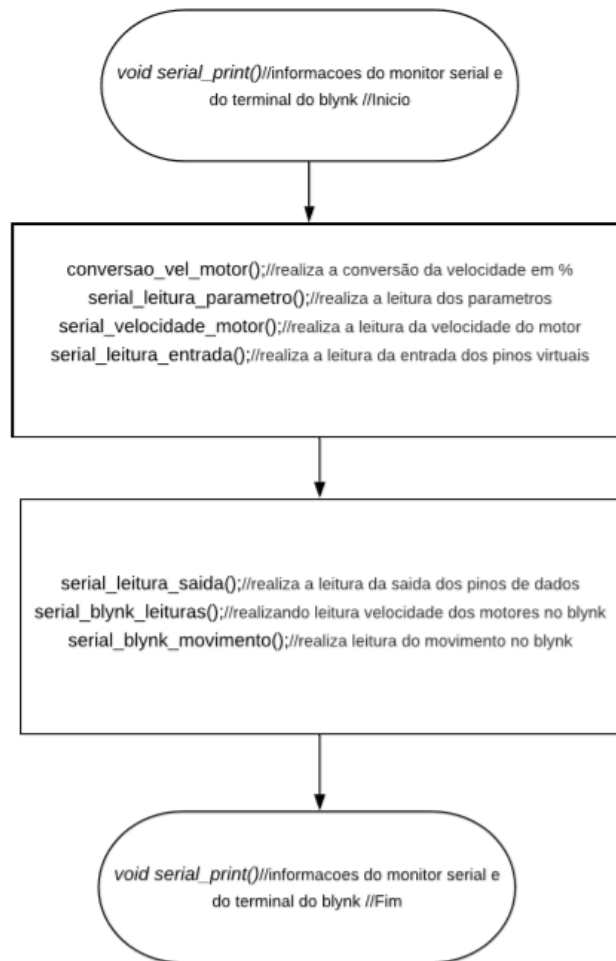 void serial_print()//informacoes do monitor serial e
do terminal do blynk //Inicio
conversao_vel_motor();//realiza a conversão da velocidade em %
serial_leitura_parametro();//realiza a leitura dos parametros
serial_velocidade_motor();//realiza a leitura da velocidade do motor
serial_leitura_entrada();//realiza a leitura da entrada dos pinos virtuais
serial_leitura_saida();//realiza a leitura da saida dos pinos de dados
serial_blynk_leituras();//realizando leitura velocidade dos motores no blynk
serial_blynk_movimento();//realiza leitura do movimento no blynk
void serial_print()//informacoes do monitor serial e
do terminal do blynk //Fim